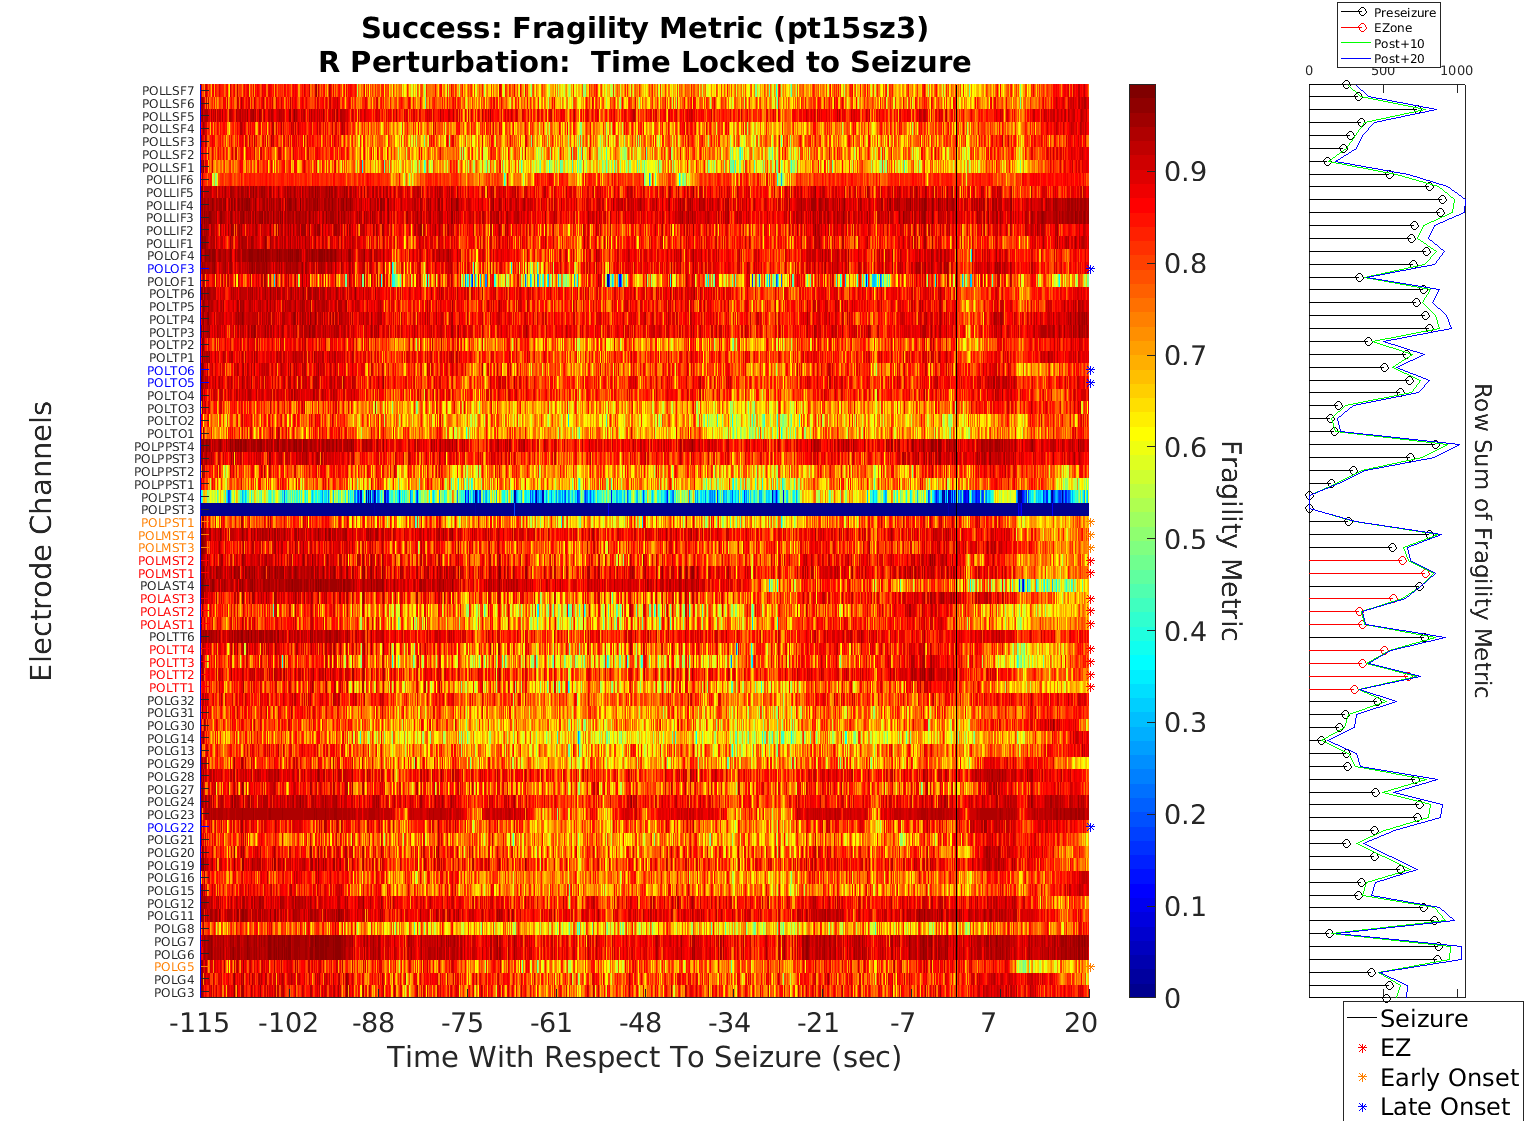 Success: Fragility Metric (pt15sz3)
R Perturbation: Time Locked to Seizure
Preseizure
EZone
Post+10
Post+20
0 500 1000
Electrode Channels
POLLSF7
POLLSF6
POLLSF5
POLLSF4
POLLSF3
POLLSF2
POLLSF1
POLLIF6
POLLIF5
POLLIF4
POLLIF3
POLLIF2
POLLIF1
POLOF4
POLOF3
POLOF1
POLTP6
POLTP5
POLTP4
POLTP3
POLTP2
POLTP1
POLTO6
POLTO5
POLTO4
POLTO3
POLTO2
POLTO1
POLPPST4
POLPPST3
POLPPST2
POLPPST1
POLPST4
POLPST3
POLPST1
POLMST4
POLMST3
POLMST2
POLMST1
POLAST4
POLAST3
POLAST2
POLAST1
POLTT6
POLTT4
POLTT3
POLTT2
POLTT1
POLG32
POLG31
POLG30
POLG14
POLG13
POLG29
POLG28
POLG27
POLG24
POLG23
POLG22
POLG21
POLG20
POLG19
POLG16
POLG15
POLG12
POLG11
POLG8
POLG7
POLG6
POLG5
POLG4
POLG3
-115 -102 -88 -75 -61 -48 -34 -21 -7 7 20
Time With Respect To Seizure (sec)
0.9
0.8
0.7
0.6
0.5
0.4
0.3
0.2
0.1
0
Fragility Metric
Row Sum of Fragility Metric
Seizure
EZ
Early Onset
Late Onset